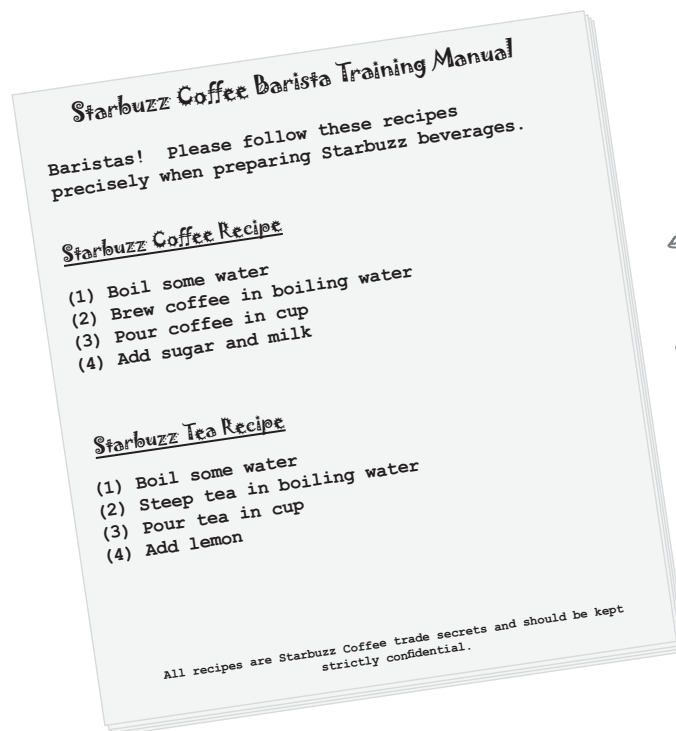 Starbuzz Coffee Barista Training Manual
Baristas!  Please follow these recipes
precisely when preparing Starbuzz beverages.
Starbuzz Coffee Recipe
(1) Boil some water
(2) Brew coffee in boiling water
(3) Pour coffee in cup
(4) Add sugar and milk
Starbuzz Tea Recipe
(1) Boil some water
(2) Steep tea in boiling water
(3) Pour tea in cup
(4) Add lemon
All recipes are Starbuzz Coffee trade secrets and should be kept
strictly confidential.